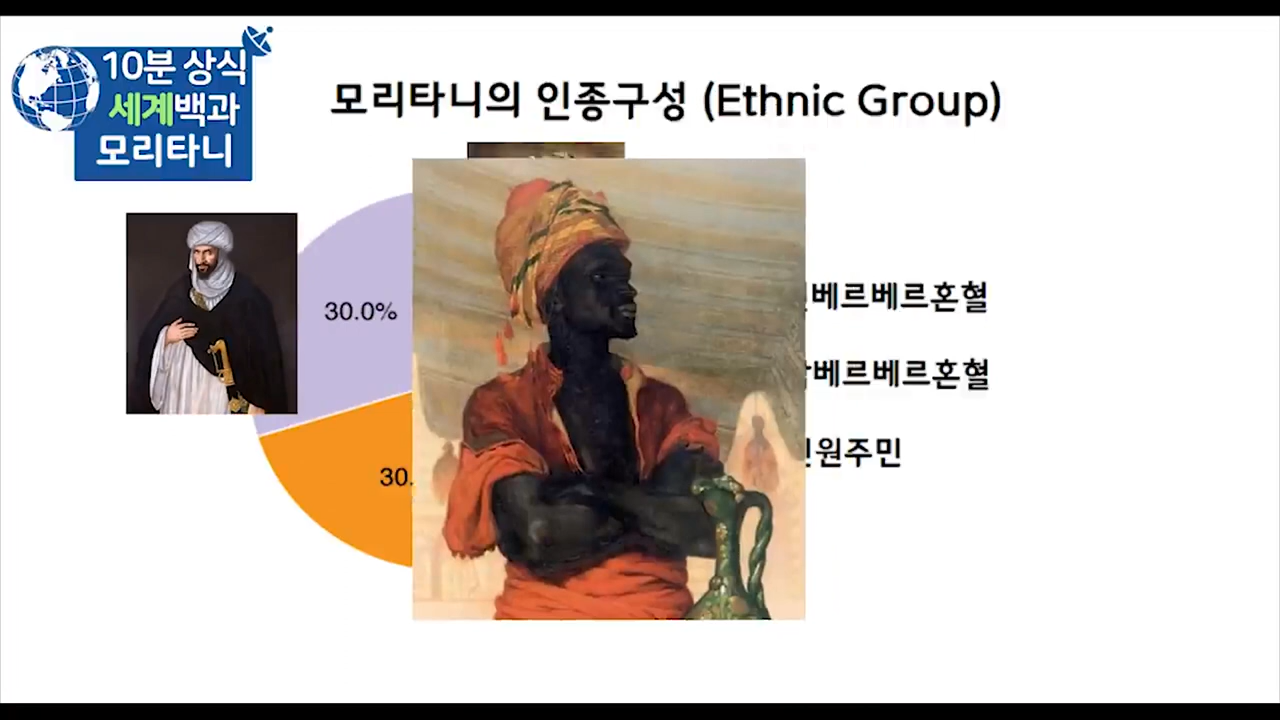 10분 상식
세계백과
모리타니
모리타니의 인종구성 (Ethnic Group)
30.0%
베르베르혼혈
베르베르혼혈
30.
원주민